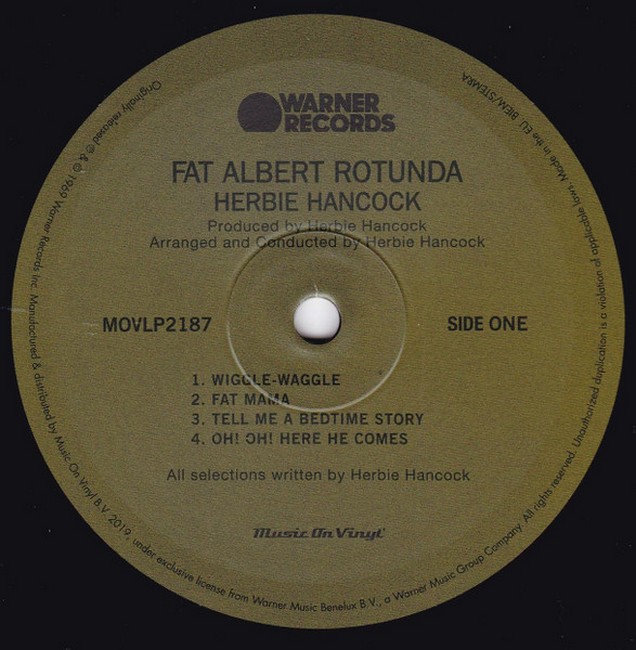 WARNER
RECORDS
FAT ALBERT ROTUNDA
HERBIE HANCOCK
Produced by Herbie Hancock
Arranged and Conducted by Herbie Hancock
MOVLP2187
SIDE ONE
1. WIGGLE-WAGGLE
2. FAT MAMA
3. TELL ME A BEDTIME STORY
4. OH! OH! HERE HE COMES
All selections written by Herbie Hancock
Music On Vinyl
Originally released ℗ & © 1969 Warner Records Inc. Manufactured & distributed by Music On Vinyl B.V. 2019, under exclusive license from Warner Music Benelux B.V., a Warner Music Group Company. All rights reserved. Unauthorized duplication is a violation of applicable laws. Made in the EU. BIEM/STEMRA